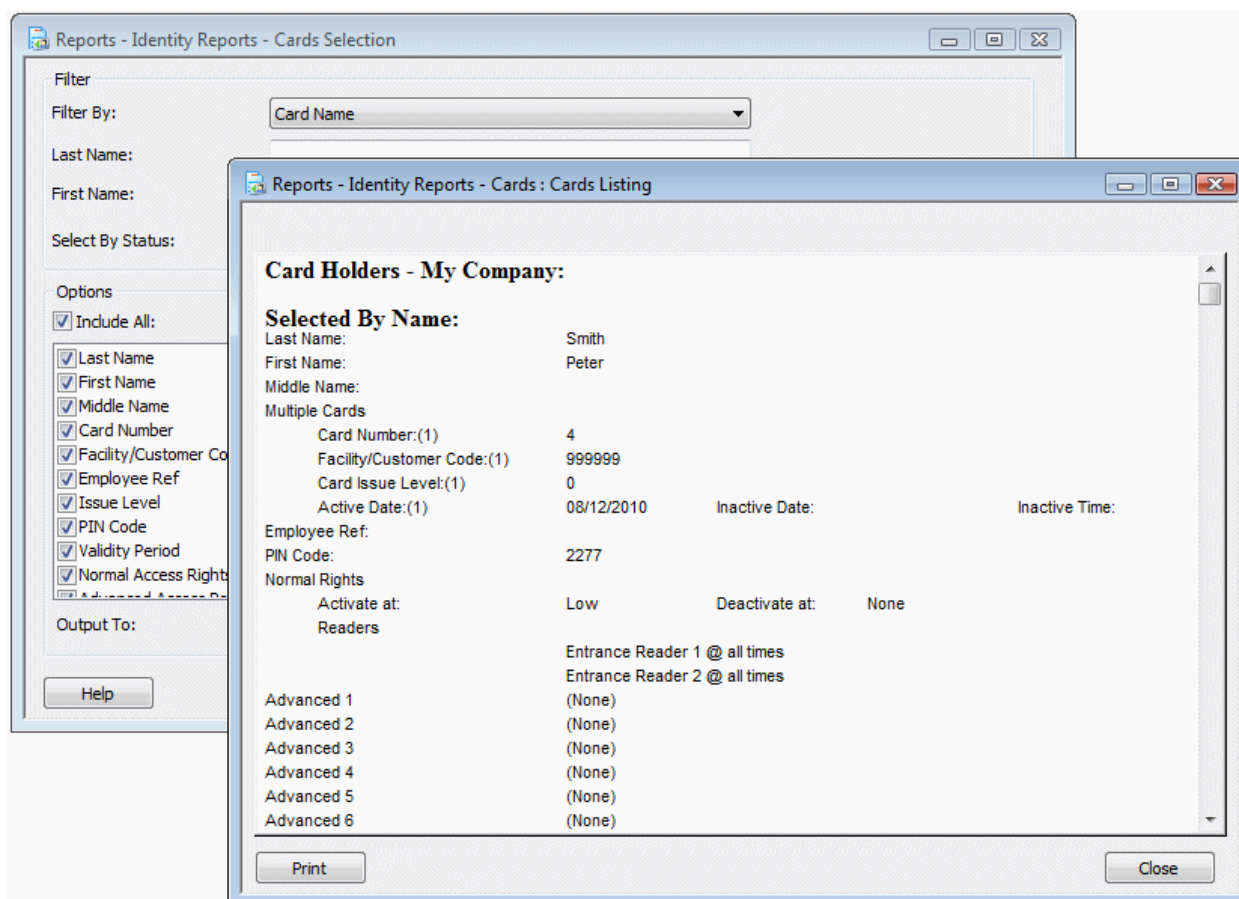 Reports - Identity Reports - Cards Selection
Filter
Filter By:
Card Name
Last Name:
First Name:
Select By Status:
Options
Include All:
Last Name
First Name
Middle Name
Card Number
Facility/Customer Co
Employee Ref
Issue Level
PIN Code
Validity Period
Normal Access Rights
Output To:
Help
Reports - Identity Reports - Cards : Cards Listing
Card Holders - My Company:
Selected By Name:
Last Name: Smith
First Name: Peter
Middle Name:
Multiple Cards
Card Number:(1) 4
Facility/Customer Code:(1) 999999
Card Issue Level:(1) 0
Active Date:(1) 08/12/2010 Inactive Date: Inactive Time:
Employee Ref:
PIN Code: 2277
Normal Rights
Activate at: Low Deactivate at: None
Readers
Entrance Reader 1 @ all times
Entrance Reader 2 @ all times
Advanced 1 (None)
Advanced 2 (None)
Advanced 3 (None)
Advanced 4 (None)
Advanced 5 (None)
Advanced 6 (None)
Print
Close